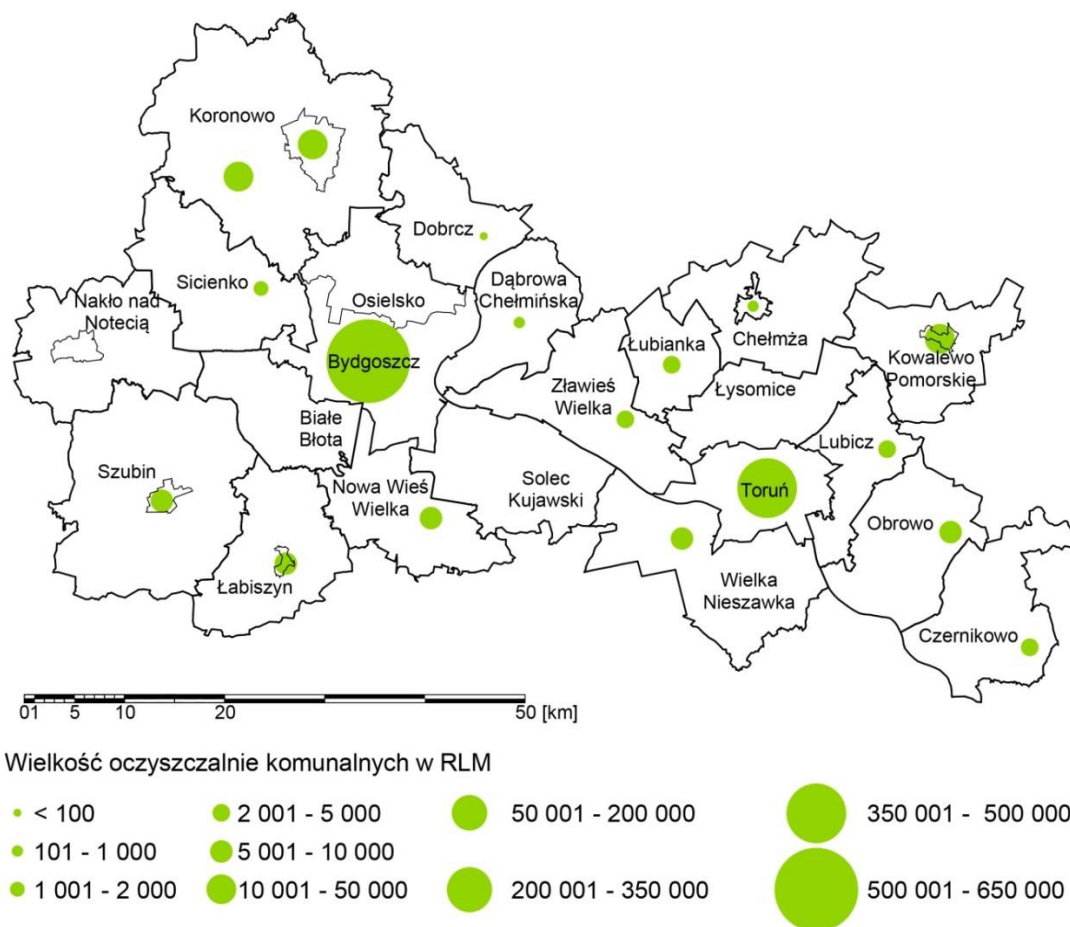 Koronowo
Dobrcz
Sicienko
Dąbrowa
Chełmińska
Nakło nad
Notecią
Osielsko
Łubianka
Chełmża
Kowalewo
Pomorskie
Bydgoszcz
Zławieś
Wielka
Łysomice
Białe
Błota
Lubicz
Szubin
Nowa Wieś
Wielka
Solec
Kujawski
Toruń
Obrowo
Łabiszyn
Wielka
Nieszawka
Czernikowo
01 5 10 20 50 [km]
Wielkość oczyszczalnie komunalnych w RLM
< 100
101 - 1 000
1 001 - 2 000
2 001 - 5 000
5 001 - 10 000
10 001 - 50 000
50 001 - 200 000
200 001 - 350 000
350 001 - 500 000
500 001 - 650 000